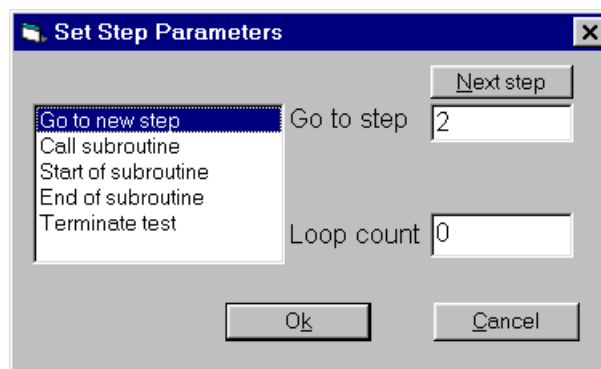 Set Step Parameters
Next step
Go to new step
Call subroutine
Start of subroutine
End of subroutine
Terminate test
Go to step 2
Loop count 0
Ok
Cancel